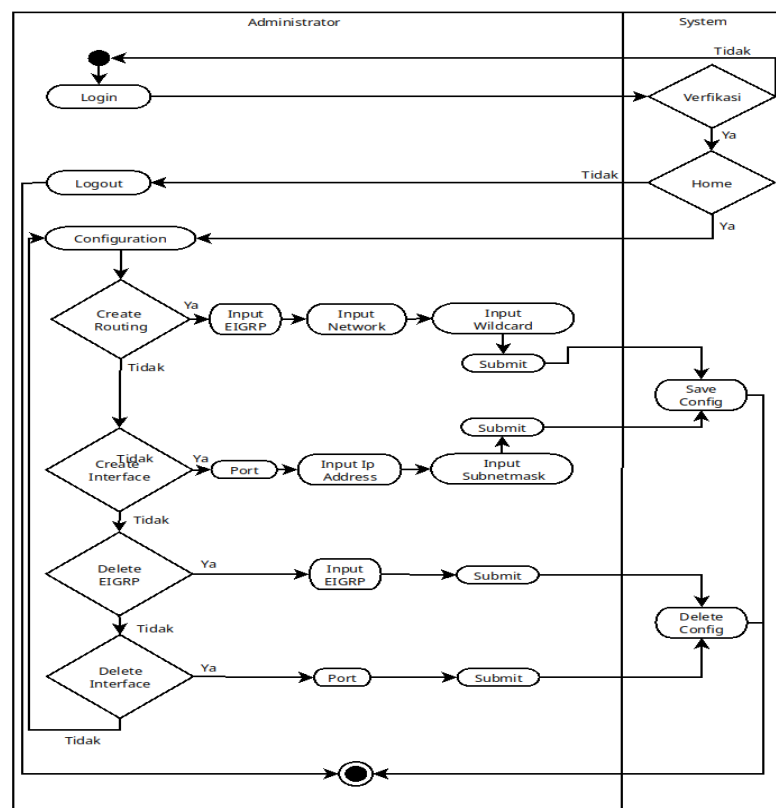 Administrator
System
Tidak
Login
Verfikasi
Ya
Tidak
Logout
Home
Ya
Configuration
Create
Routing
Ya
Input
EIGRP
Input
Network
Input
Wildcard
Submit
Tidak
Save
Config
Submit
Tidak
Create
Interface
Ya
Port
Input Ip
Address
Input
Subnetmask
Tidak
Delete
EIGRP
Ya
Input
EIGRP
Submit
Delete
Config
Tidak
Delete
Interface
Ya
Port
Submit
Tidak